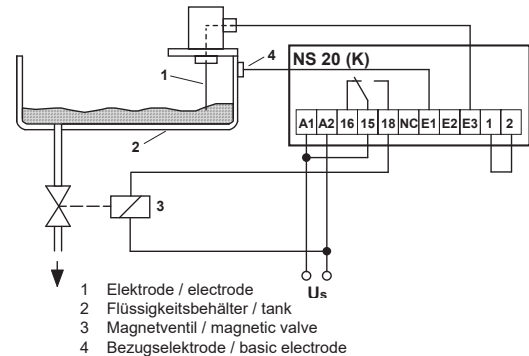 4
NS 20 (K)
1
A1 A2 16 15 18 NC E1 E2 E3 1 2
2
3
Us
1 Elektrode / electrode
2 Flüssigkeitsbehälter / tank
3 Magnetventil / magnetic valve
4 Bezugselektrode / basic electrode